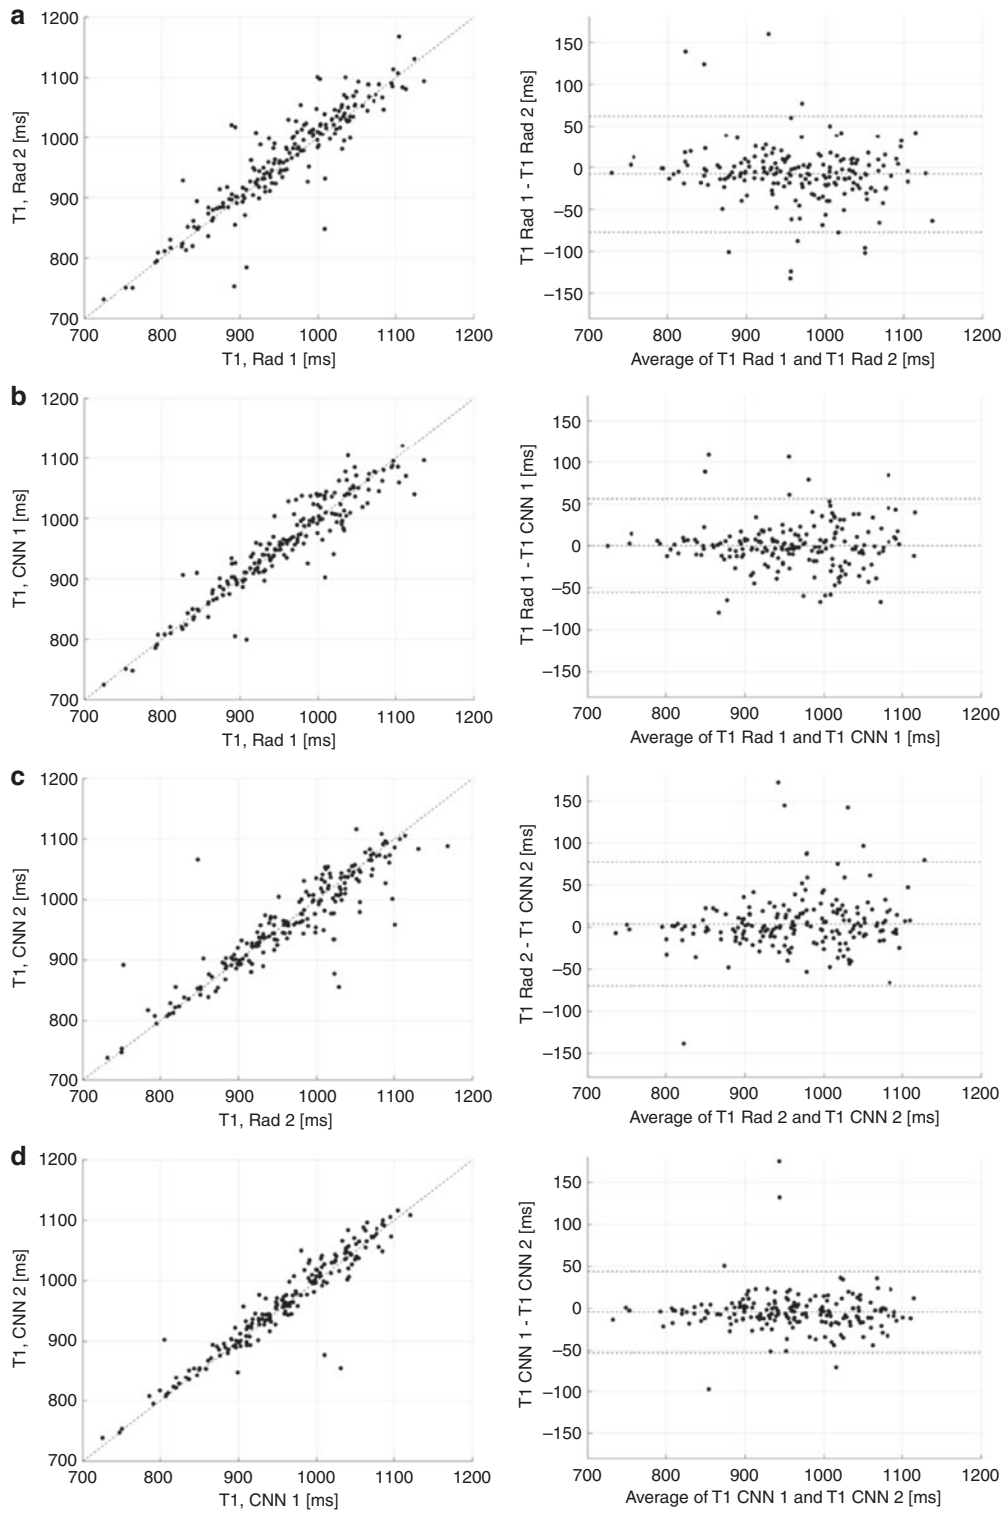 a
1200
1100
1000
900
800
700
T1, Rad 2 [ms]
700 800 900 1000 1100 1200
T1, Rad 1 [ms]
150
100
50
0
−50
−100
−150
T1 Rad 1 - T1 Rad 2 [ms]
700 800 900 1000 1100 1200
Average of T1 Rad 1 and T1 Rad 2 [ms]
b
1200
1100
1000
900
800
700
T1, CNN 1 [ms]
700 800 900 1000 1100 1200
T1, Rad 1 [ms]
150
100
50
0
−50
−100
−150
T1 Rad 1 - T1 CNN 1 [ms]
700 800 900 1000 1100 1200
Average of T1 Rad 1 and T1 CNN 1 [ms]
c
1200
1100
1000
900
800
700
T1, CNN 2 [ms]
700 800 900 1000 1100 1200
T1, Rad 2 [ms]
150
100
50
0
−50
−100
−150
T1 Rad 2 - T1 CNN 2 [ms]
700 800 900 1000 1100 1200
Average of T1 Rad 2 and T1 CNN 2 [ms]
d
1200
1100
1000
900
800
700
T1, CNN 2 [ms]
700 800 900 1000 1100 1200
T1, CNN 1 [ms]
150
100
50
0
−50
−100
−150
T1 CNN 1 - T1 CNN 2 [ms]
700 800 900 1000 1100 1200
Average of T1 CNN 1 and T1 CNN 2 [ms]